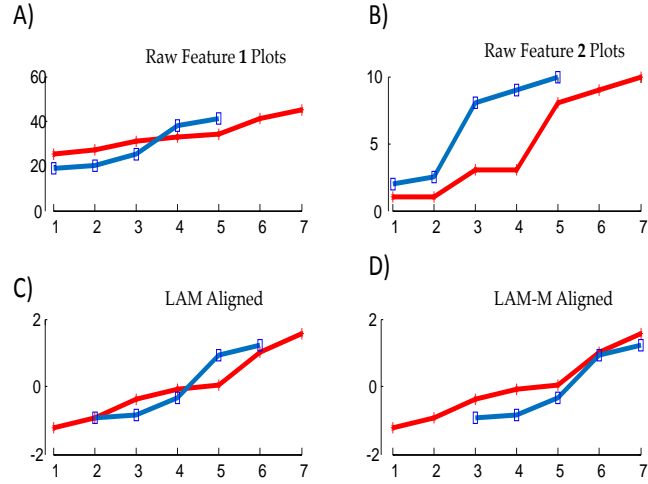 A)
Raw Feature 1 Plots
60
40
20
0
1 2 3 4 5 6 7
B)
Raw Feature 2 Plots
10
5
0
1 2 3 4 5 6 7
C)
LAM Aligned
2
0
-2
1 2 3 4 5 6 7
D)
LAM-M Aligned
2
0
-2
1 2 3 4 5 6 7